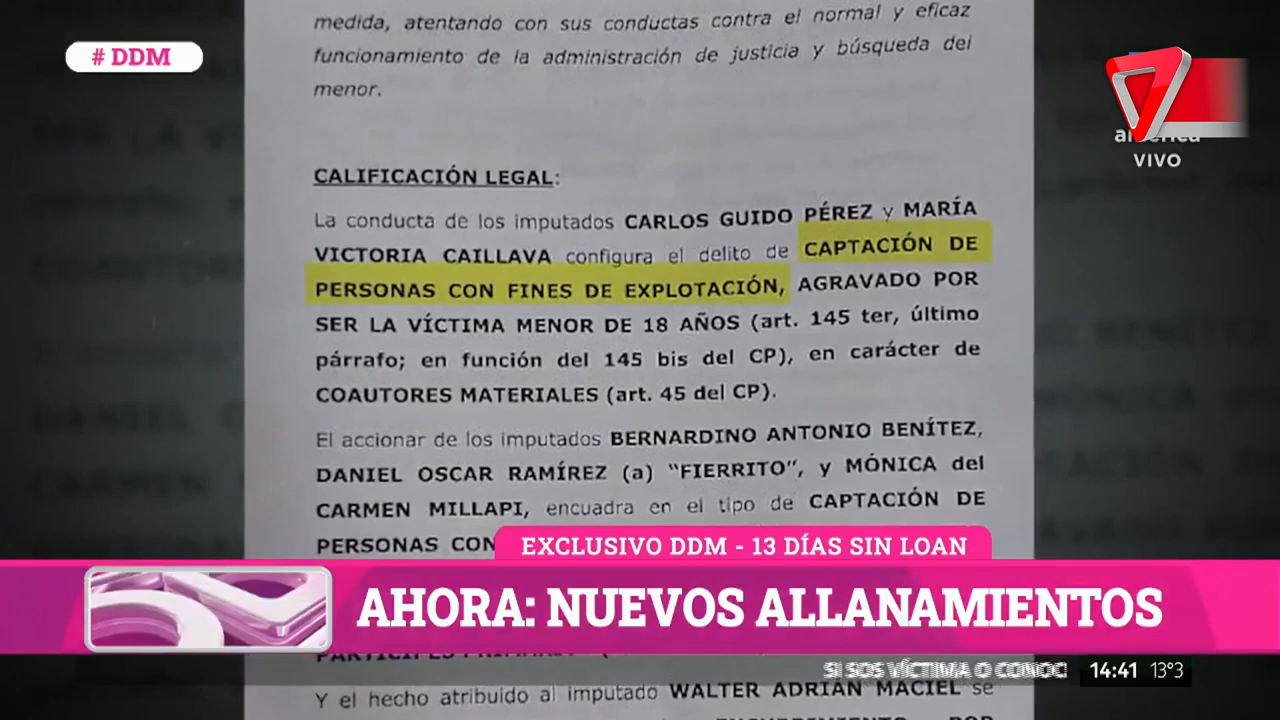 medida, atentando con sus conductas contra el normal y eficaz
funcionamiento de la administración de justicia y búsqueda del
menor.
# DDM
VIVO
CALIFICACIÓN LEGAL:
La conducta de los imputados CARLOS GUIDO PÉREZ y MARÍA
VICTORIA CAILLAVA configura el delito de CAPTACIÓN DE
PERSONAS CON FINES DE EXPLOTACIÓN, AGRAVADO POR
SER LA VÍCTIMA MENOR DE 18 AÑOS (art. 145 ter, último
párrafo; en función del 145 bis del CP), en carácter de
COAUTORES MATERIALES (art. 45 del CP).
El accionar de los imputados BERNARDINO ANTONIO BENÍTEZ,
DANIEL OSCAR RAMÍREZ (a) “FIERRITO”, y MÓNICA del
CARMEN MILLAPI, encuadra en el tipo de CAPTACIÓN DE
PERSONAS CON
EXCLUSIVO DDM - 13 DÍAS SIN LOAN
AHORA: NUEVOS ALLANAMIENTOS
SI SOS VÍCTIMA O CONOC
14:41 13°3
Y el hecho atribuido al imputado WALTER ADRIAN MACIEL se